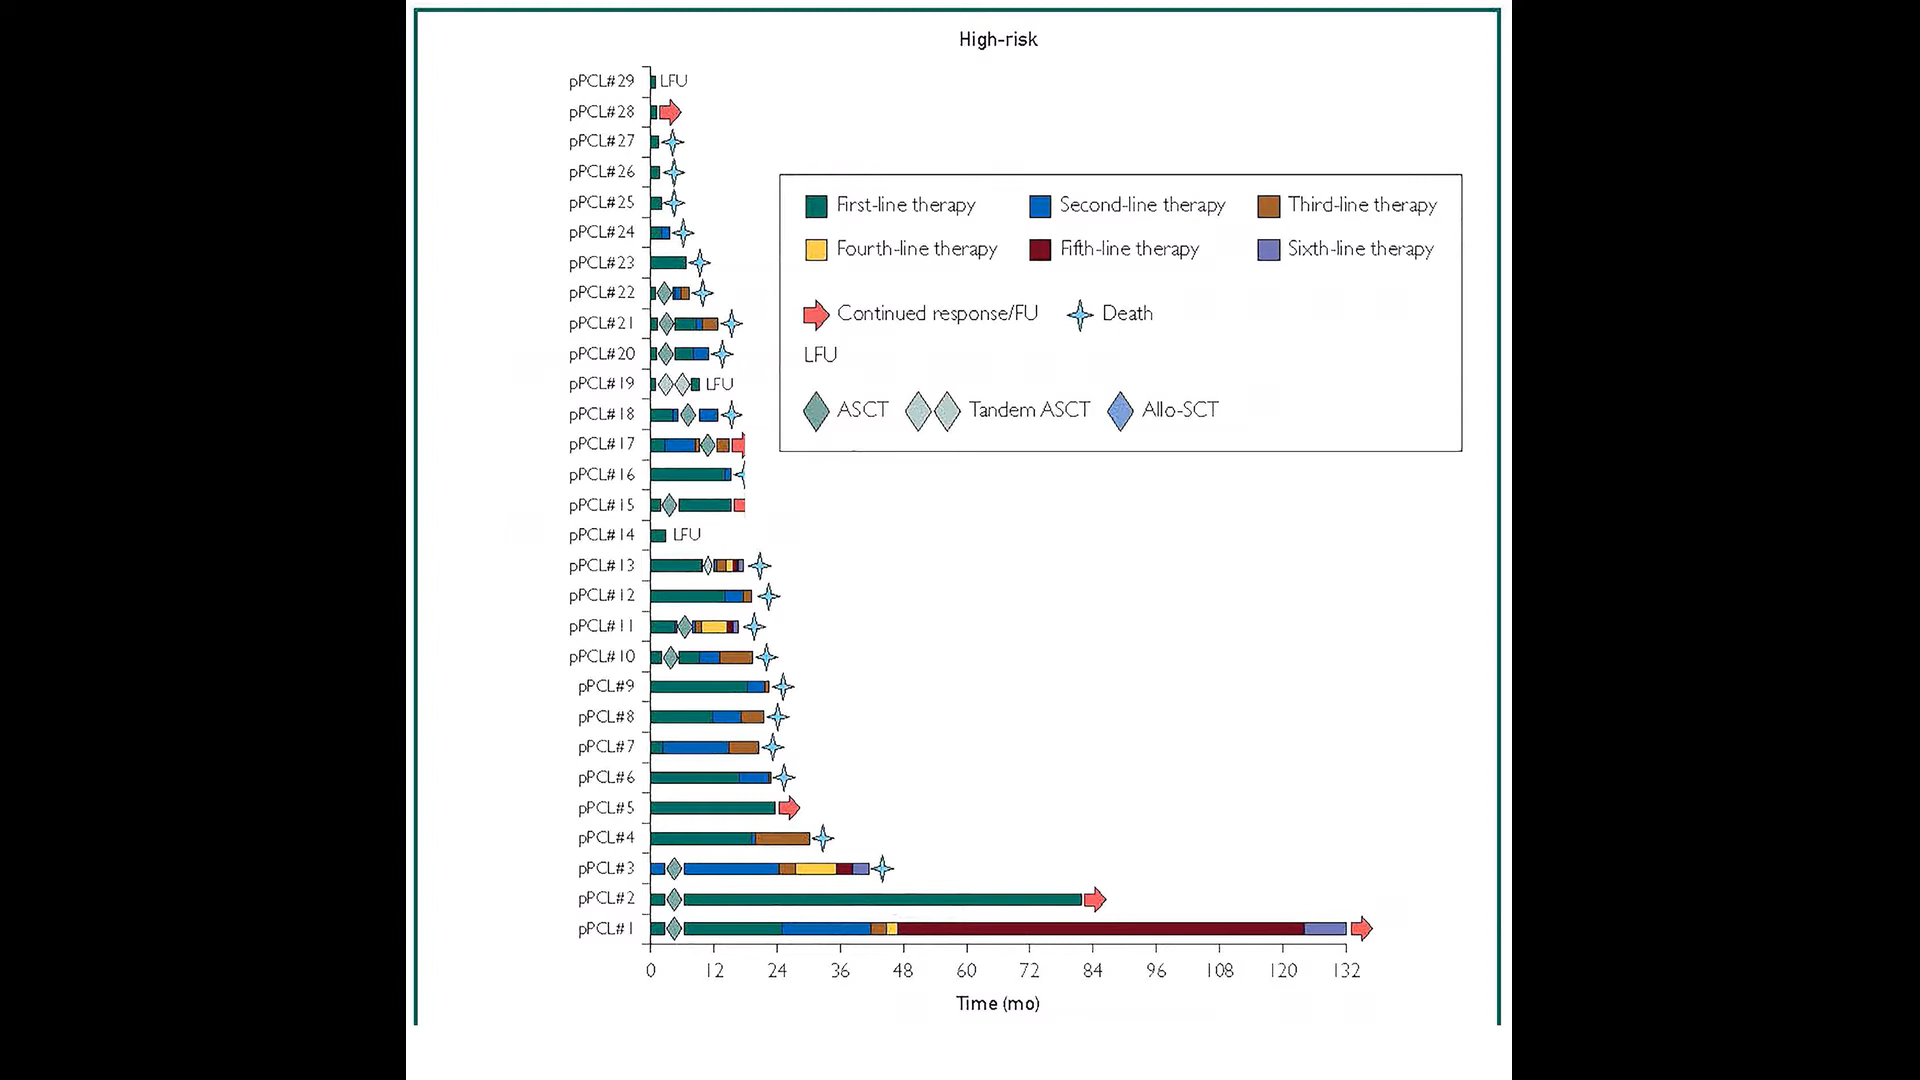 High-risk
pPCL#29 LFU
pPCL#28
pPCL#27
pPCL#26
pPCL#25
pPCL#24
pPCL#23
pPCL#22
pPCL#21
pPCL#20
pPCL#19 LFU
pPCL#18
pPCL#17
pPCL#16
pPCL#15
pPCL#14 LFU
pPCL#13
pPCL#12
pPCL#11
pPCL#10
pPCL#9
pPCL#8
pPCL#7
pPCL#6
pPCL#5
pPCL#4
pPCL#3
pPCL#2
pPCL#1
0 12 24 36 48 60 72 84 96 108 120 132
Time (mo)
First-line therapy Second-line therapy Third-line therapy
Fourth-line therapy Fifth-line therapy Sixth-line therapy
Continued response/FU Death
LFU
ASCT Tandem ASCT Allo-SCT